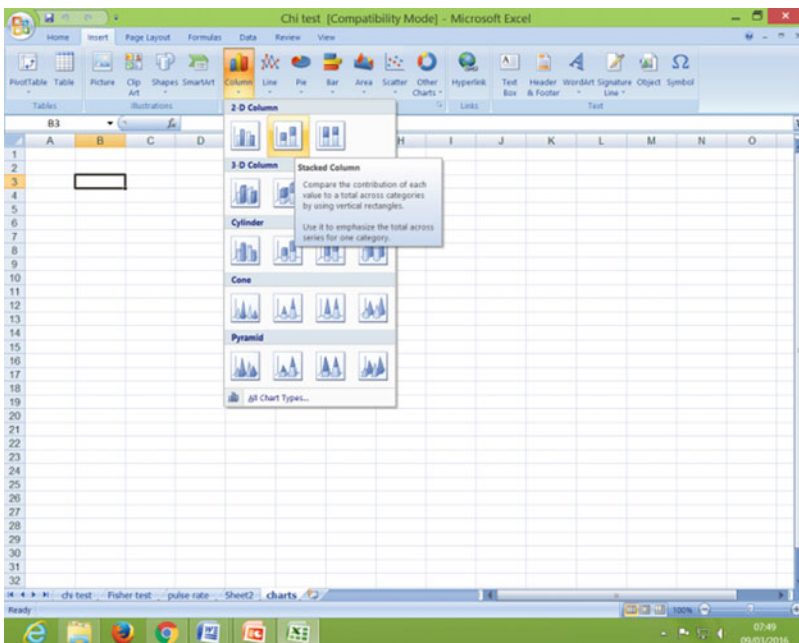 Chi test [Compatibility Mode] - Microsoft Excel
Home Insert Page Layout Formulas Data Review View
PivotTable Table Picture Clip Art Shapes SmartArt Column Line Pie Bar Area Scatter Other Charts Hyperlink Text Box Header & Footer WordArt Signature Line Object Symbol
Tables Illustrations Links Text
B3 fx
A B C D H I J K L M N O
2-D Column
3-D Column
Stacked Column
Compare the contribution of each
value to a total across categories
by using vertical rectangles.
Use it to emphasize the total across
series for one category.
Cylinder
Cone
Pyramid
All Chart Types...
1
2
3
4
5
6
7
8
9
10
11
12
13
14
15
16
17
18
19
20
21
22
23
24
25
26
27
28
29
30
31
32
chi test Fisher test pulse rate Sheet2 charts
Ready 100%
07:49
09/03/2016